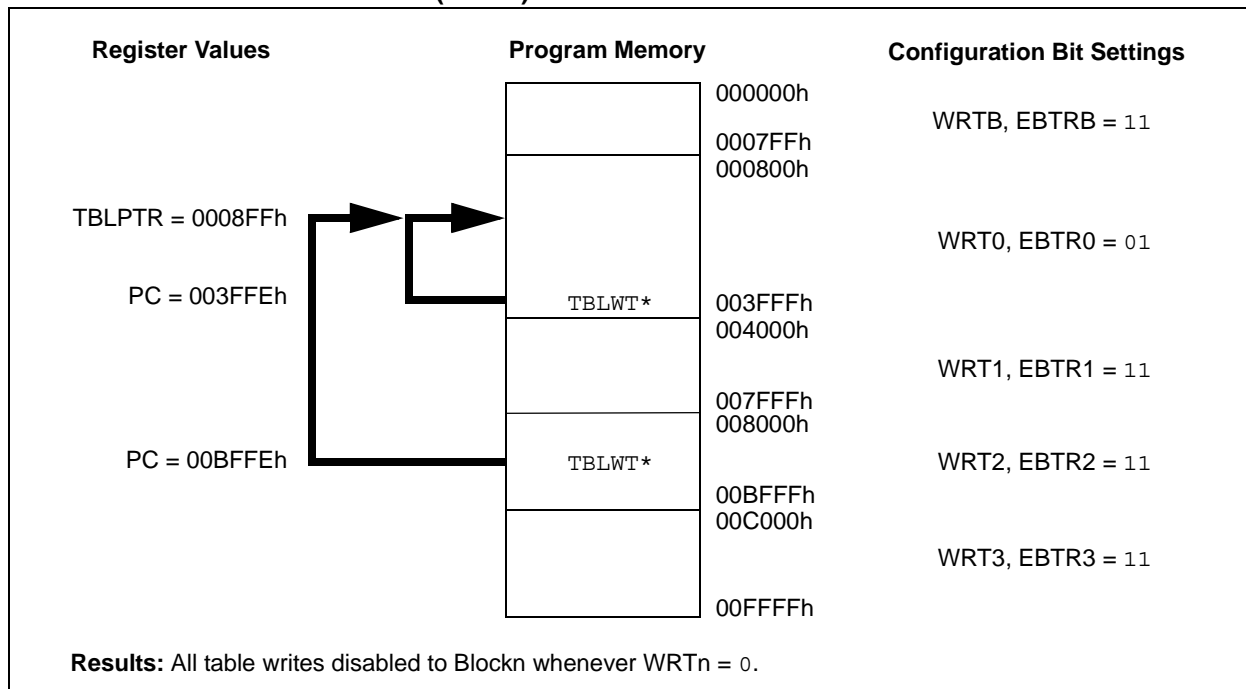 Register Values Program Memory Configuration Bit Settings
000000h
WRTB, EBTRB = 11
0007FFh
000800h
TBLPTR = 0008FFh
WRT0, EBTR0 = 01
PC = 003FFEh TBLWT* 003FFFh
004000h
WRT1, EBTR1 = 11
007FFFh
008000h
PC = 00BFFEh TBLWT* WRT2, EBTR2 = 11
00BFFFh
00C000h
WRT3, EBTR3 = 11
00FFFFh
Results: All table writes disabled to Blockn whenever WRTn = 0.